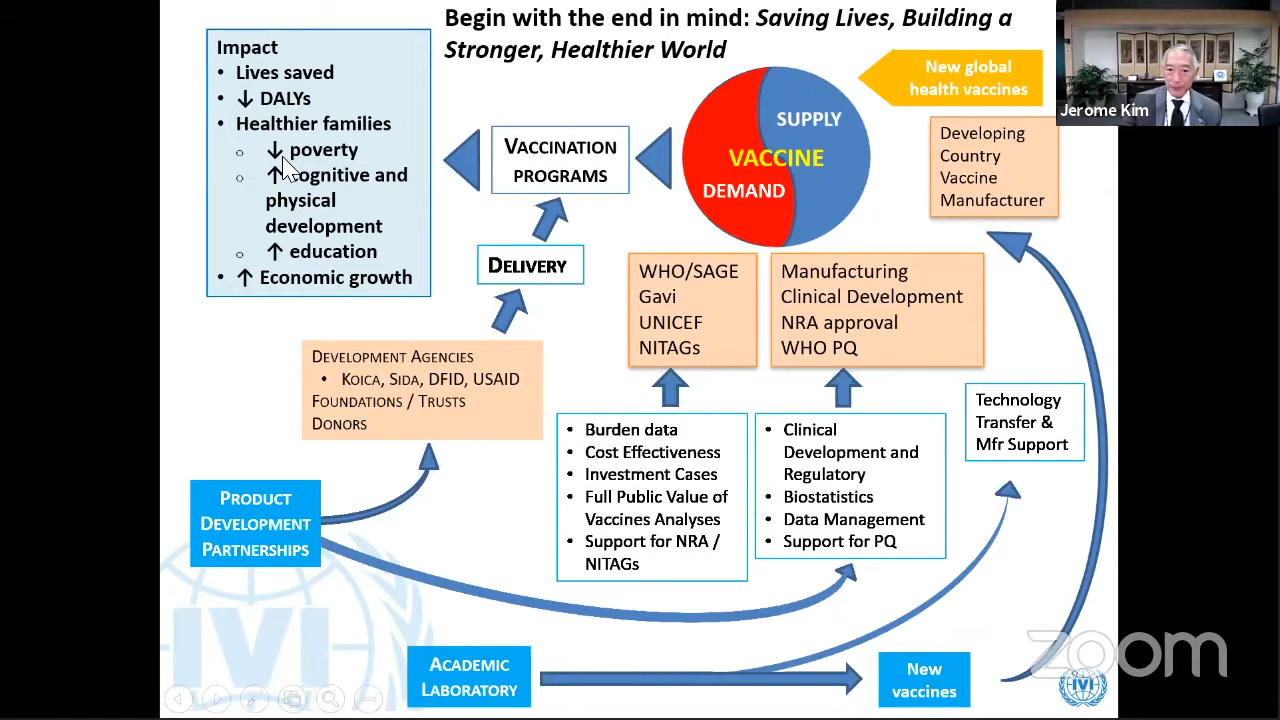 Begin with the end in mind: Saving Lives, Building a
Stronger, Healthier World
Impact
• Lives saved
• ↓ DALYs
• Healthier families
○ ↓ poverty
○ ↑ cognitive and
physical
development
○ ↑ education
• ↑ Economic growth
VACCINATION
PROGRAMS
SUPPLY
VACCINE
DEMAND
New global
health vaccines
Jerome Kim
Developing
Country
Vaccine
Manufacturer
DELIVERY
WHO/SAGE
Gavi
UNICEF
NITAGs
Manufacturing
Clinical Development
NRA approval
WHO PQ
DEVELOPMENT AGENCIES
• KOICA, SIDA, DFID, USAID
FOUNDATIONS / TRUSTS
DONORS
Technology
Transfer &
Mfr Support
• Burden data
• Cost Effectiveness
• Investment Cases
• Full Public Value of
Vaccines Analyses
• Support for NRA /
NITAGs
• Clinical
Development and
Regulatory
• Biostatistics
• Data Management
• Support for PQ
PRODUCT
DEVELOPMENT
PARTNERSHIPS
ACADEMIC
LABORATORY
New
vaccines
IVI
zoom
IVI